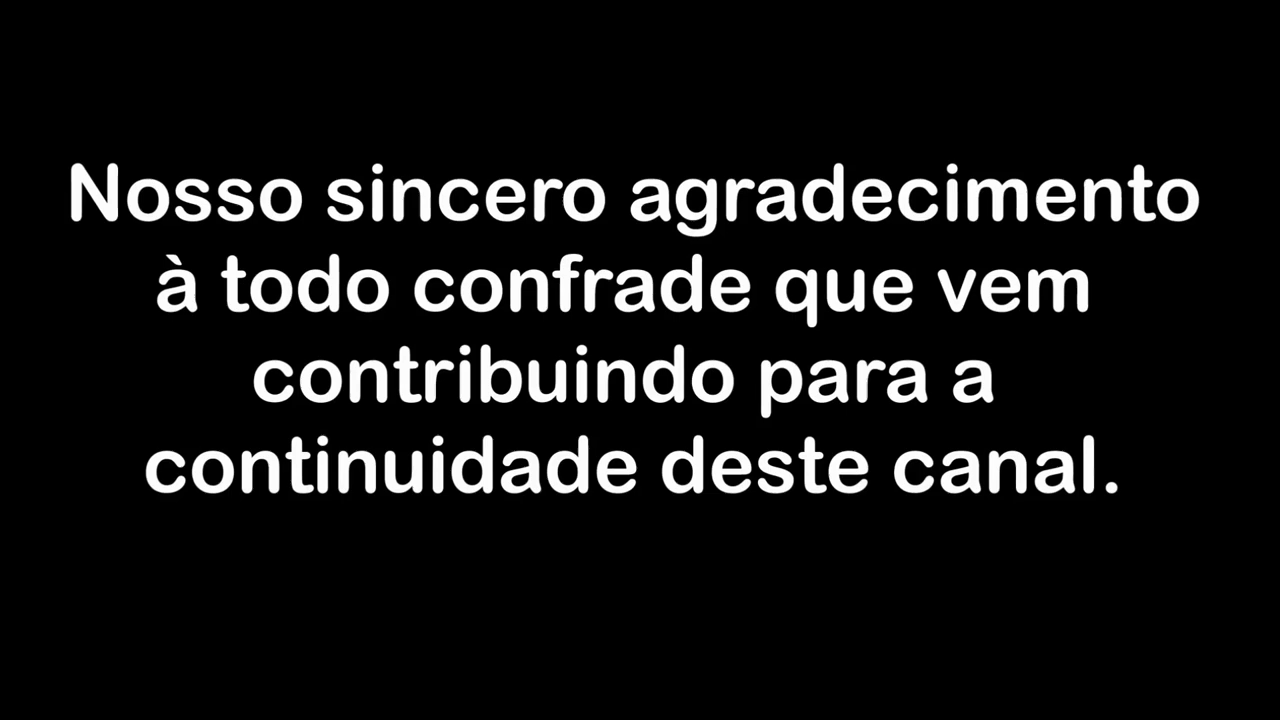 Nosso sincero agradecimento
à todo confrade que vem
contribuindo para a
continuidade deste canal.